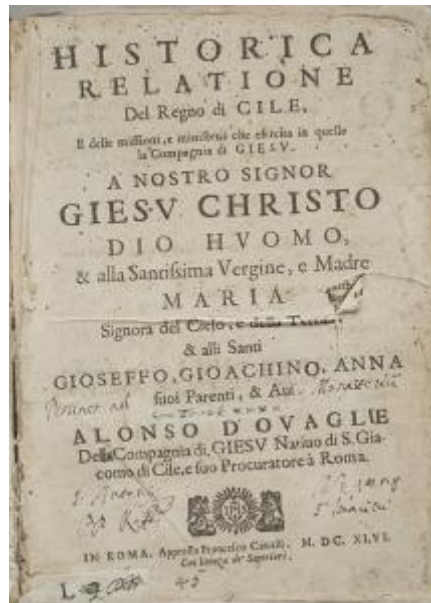 HISTORICA
RELATIONE
Del Regno di CILE,
E delle missioni, e ministerii che esercita in quelle
la Compagnia di GIESV.
A NOSTRO SIGNOR
GIESV CHRISTO
DIO HVOMO,
& alla Santissima Vergine, e Madre
MARIA
Signora del Cielo, e della Terra,
& alli Santi
GIOSEFFO, GIOACHINO, ANNA
suoi Parenti, & Aui.
ALONSO D'OVAGLIE
Della Compagnia di GIESV Natiuo di S. Gia-
como di Cile, e suo Procuratore à Roma.
IN ROMA, Appresso Francesco Caualli. M. DC. XLVI.
Con licenza de' Superiori.
L
45